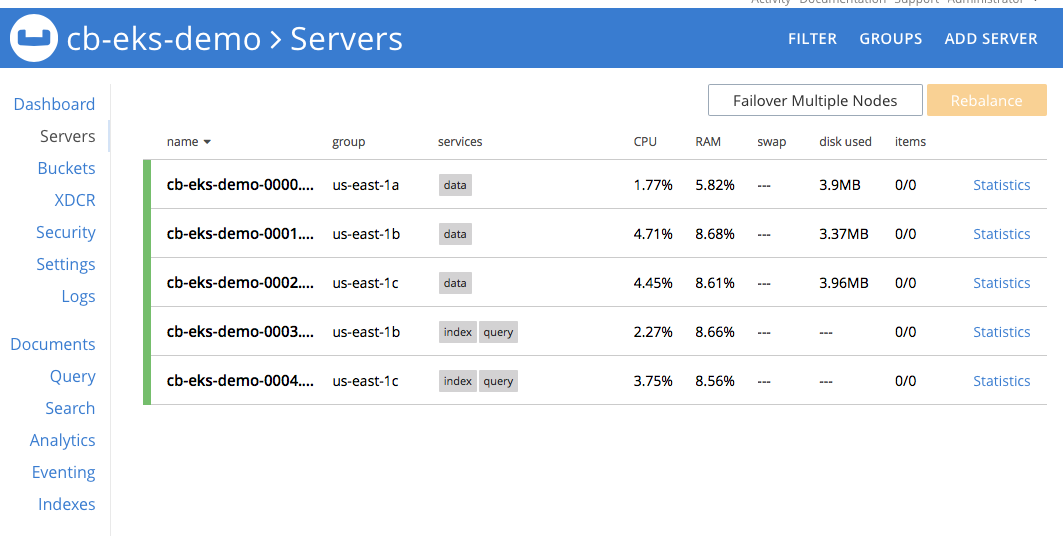 Activity Documentation Support Administrator
cb-eks-demo > Servers
FILTER GROUPS ADD SERVER
Dashboard
Servers
Buckets
XDCR
Security
Settings
Logs
Documents
Query
Search
Analytics
Eventing
Indexes
Failover Multiple Nodes Rebalance
name group services CPU RAM swap disk used items
cb-eks-demo-0000.... us-east-1a data 1.77% 5.82% --- 3.9MB 0/0 Statistics
cb-eks-demo-0001.... us-east-1b data 4.71% 8.68% --- 3.37MB 0/0 Statistics
cb-eks-demo-0002.... us-east-1c data 4.45% 8.61% --- 3.96MB 0/0 Statistics
cb-eks-demo-0003.... us-east-1b index query 2.27% 8.66% --- --- 0/0 Statistics
cb-eks-demo-0004.... us-east-1c index query 3.75% 8.56% --- --- 0/0 Statistics